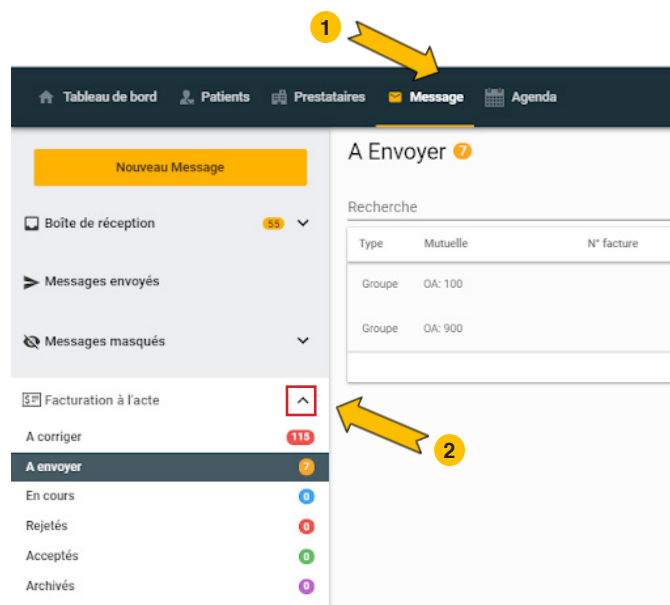 1
Tableau de bord Patients Prestataires Message Agenda
Nouveau Message
Boîte de réception 55
Messages envoyés
Messages masqués
Facturation à l'acte
A corriger 115
A envoyer 7
En cours 0
Rejetés 0
Acceptés 0
Archivés 0
A Envoyer 7
Recherche
Type Mutuelle N° facture
Groupe OA: 100
Groupe OA: 900
2